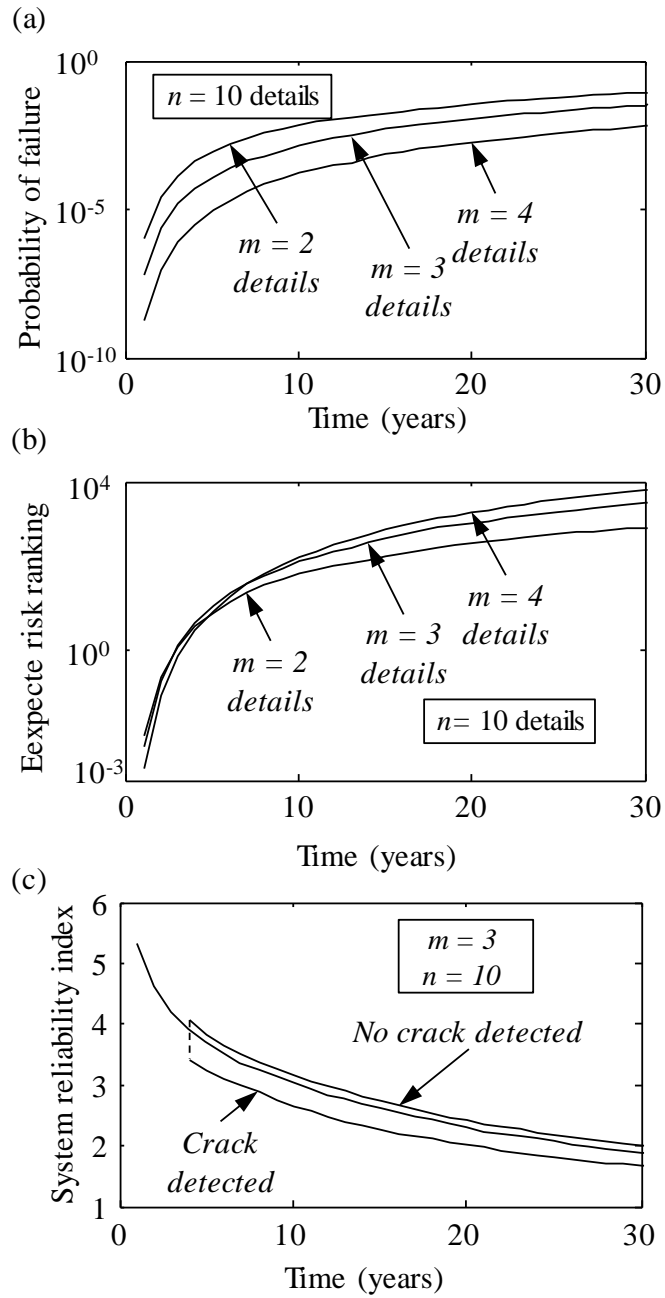 (a)
Probability of failure
10^0
10^-5
10^-10
n = 10 details
m = 2
details
m = 3
details
m = 4
details
0
10
20
30
Time (years)
(b)
Eexpecte risk ranking
10^4
10^0
10^-3
m = 2
details
m = 3
details
m = 4
details
n= 10 details
0
10
20
30
Time (years)
(c)
System reliability index
6
5
4
3
2
1
m = 3
n = 10
No crack detected
Crack
detected
0
10
20
30
Time (years)